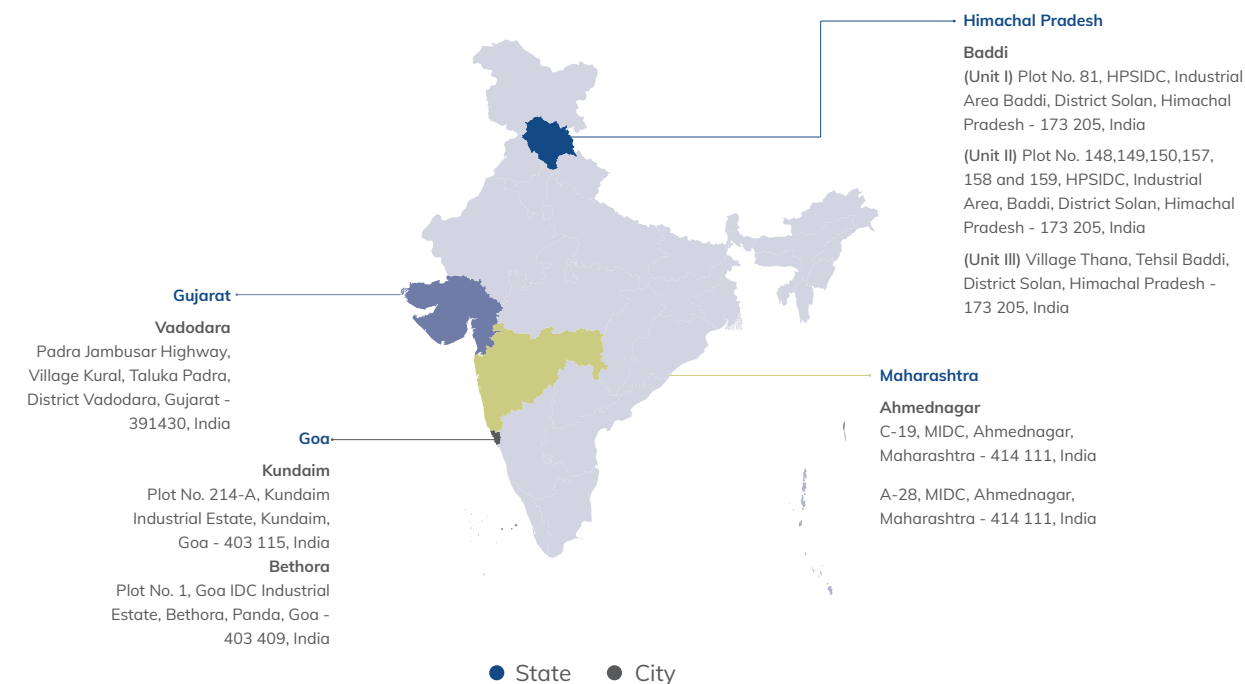 Himachal Pradesh
Baddi
(Unit I) Plot No. 81, HPSIDC, Industrial
Area Baddi, District Solan, Himachal
Pradesh - 173 205, India
(Unit II) Plot No. 148,149,150,157,
158 and 159, HPSIDC, Industrial
Area, Baddi, District Solan, Himachal
Pradesh - 173 205, India
(Unit III) Village Thana, Tehsil Baddi,
District Solan, Himachal Pradesh -
173 205, India
Gujarat
Vadodara
Padra Jambusar Highway,
Village Kural, Taluka Padra,
District Vadodara, Gujarat -
391430, India
Maharashtra
Ahmednagar
C-19, MIDC, Ahmednagar,
Maharashtra - 414 111, India
A-28, MIDC, Ahmednagar,
Maharashtra - 414 111, India
Goa
Kundaim
Plot No. 214-A, Kundaim
Industrial Estate, Kundaim,
Goa - 403 115, India
Bethora
Plot No. 1, Goa IDC Industrial
Estate, Bethora, Panda, Goa -
403 409, India
State City